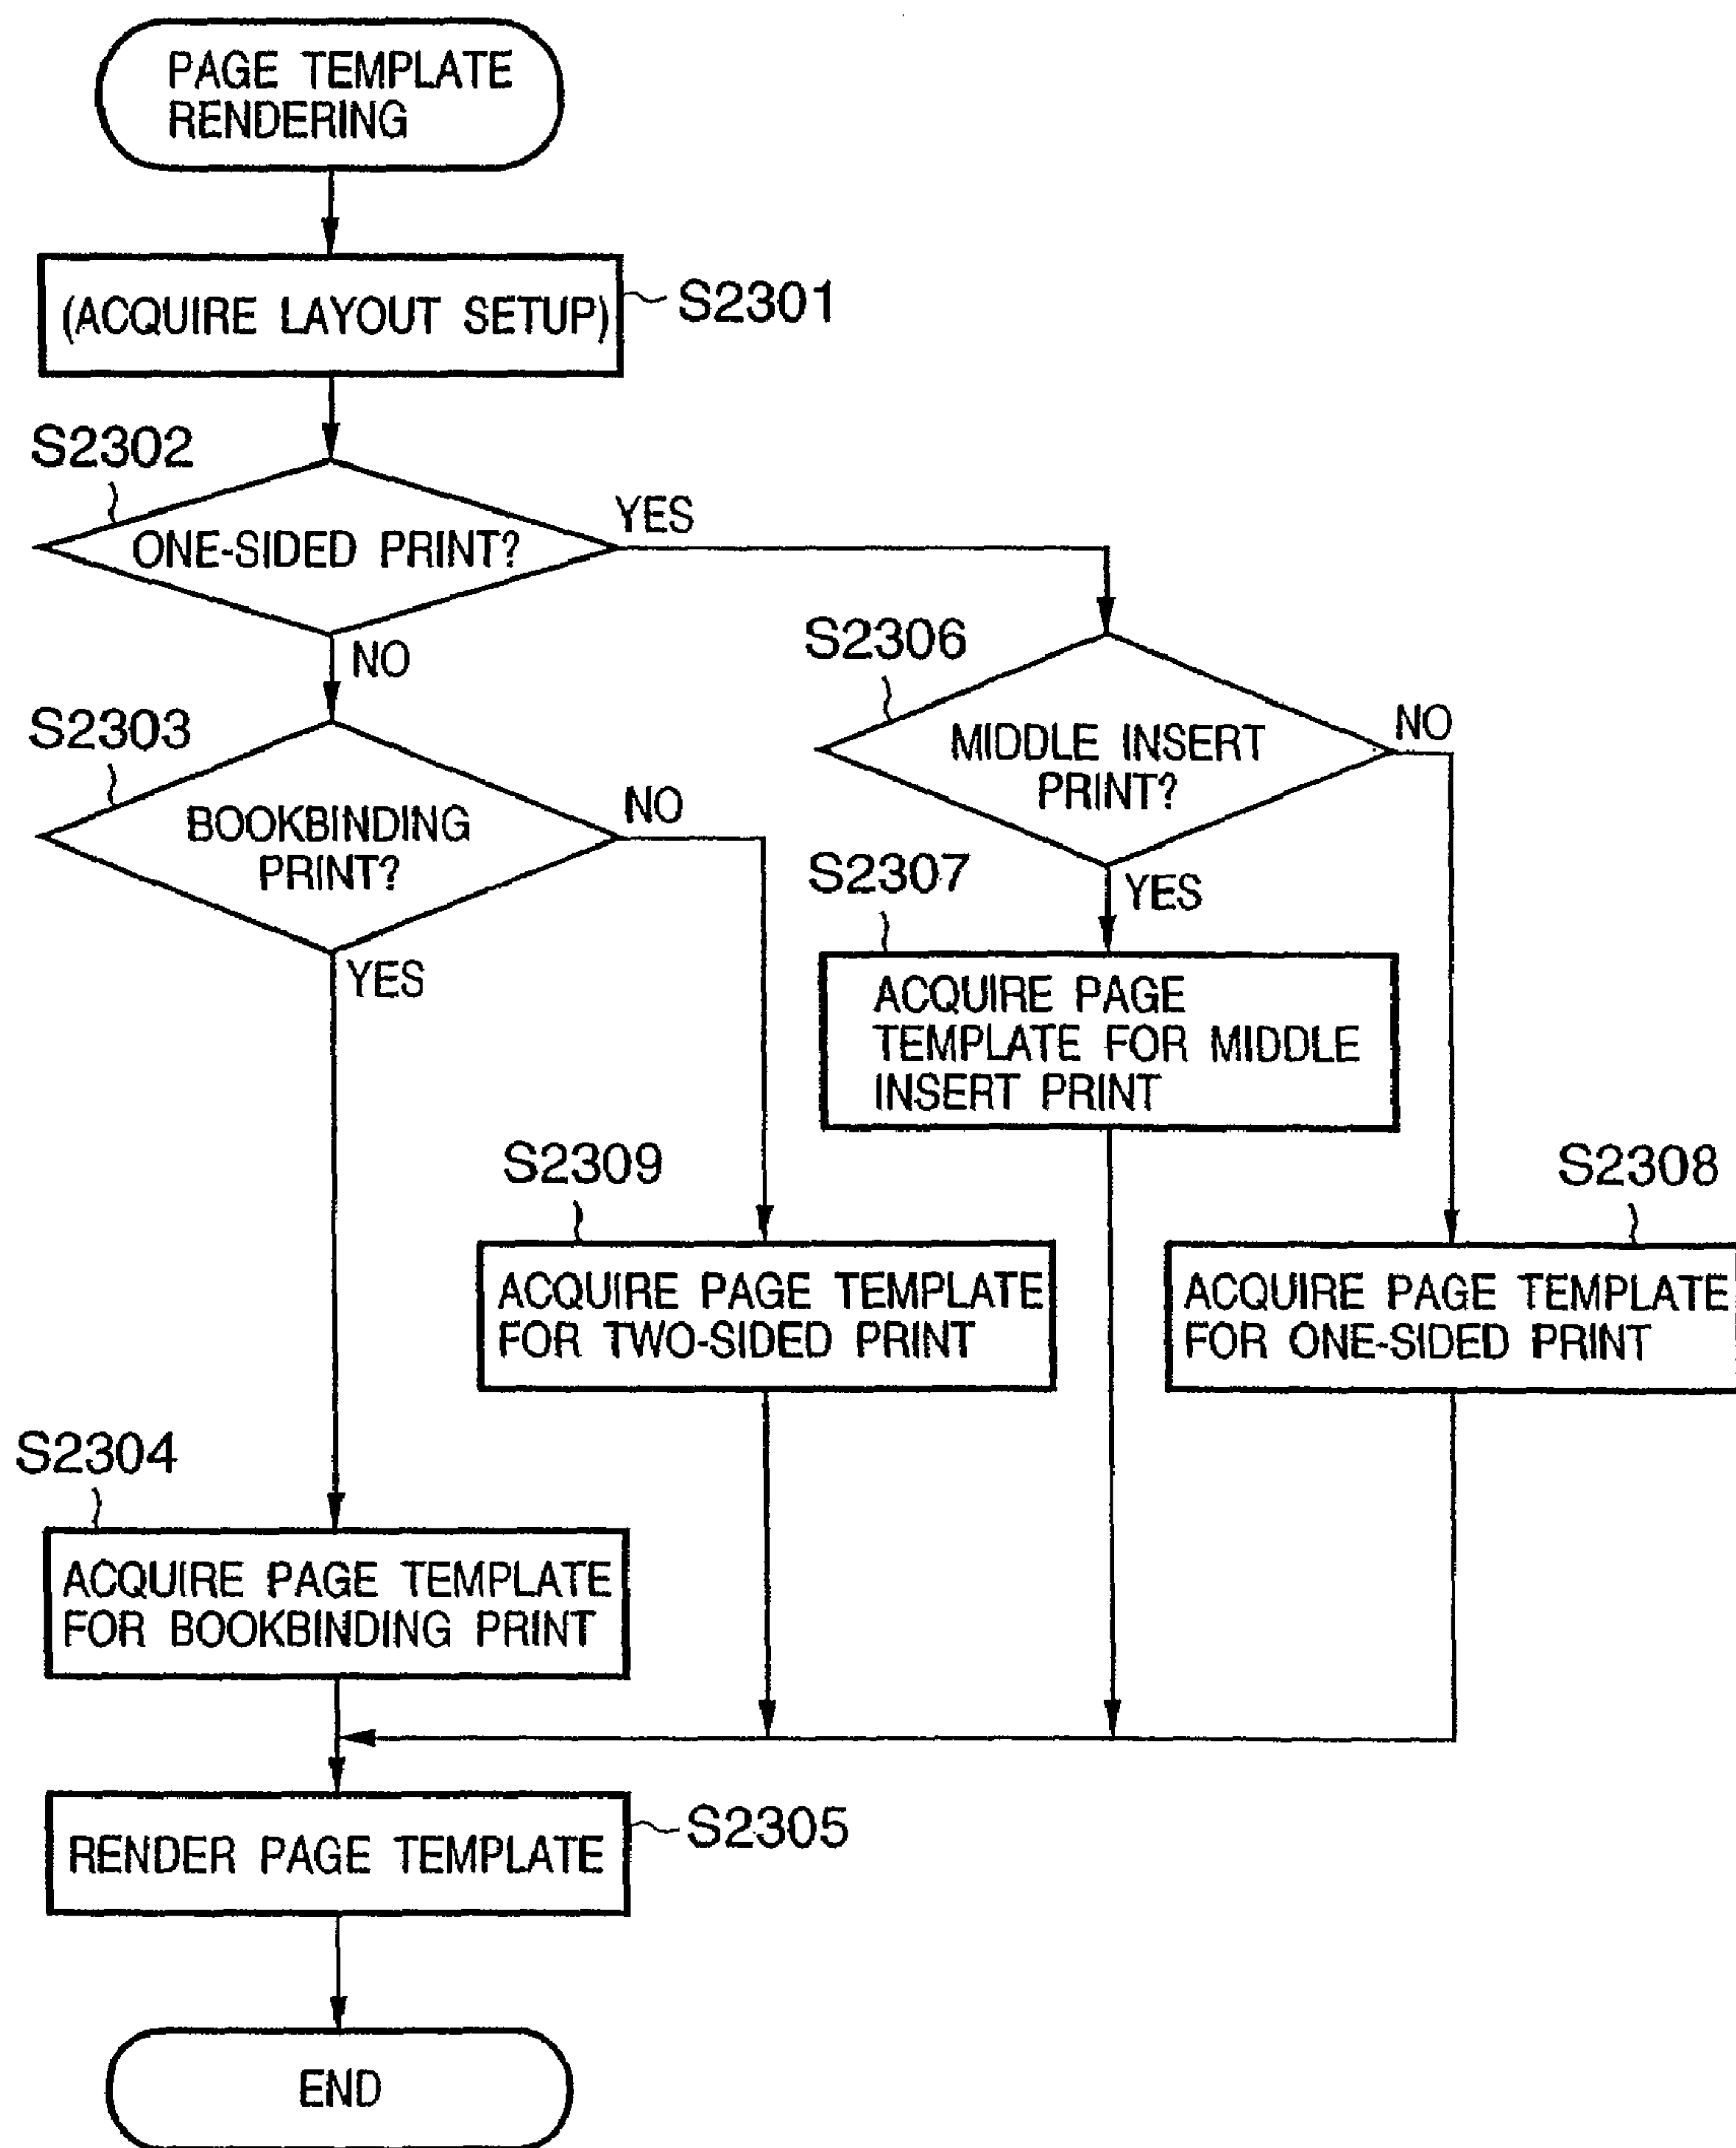 PAGE TEMPLATE
RENDERING
(ACQUIRE LAYOUT SETUP)
S2301
S2302
ONE-SIDED PRINT?
YES
NO
S2306
MIDDLE INSERT
PRINT?
NO
YES
S2303
BOOKBINDING
PRINT?
NO
YES
S2307
ACQUIRE PAGE
TEMPLATE FOR MIDDLE
INSERT PRINT
S2309
ACQUIRE PAGE TEMPLATE
FOR TWO-SIDED PRINT
S2308
ACQUIRE PAGE TEMPLATE
FOR ONE-SIDED PRINT
S2304
ACQUIRE PAGE TEMPLATE
FOR BOOKBINDING PRINT
RENDER PAGE TEMPLATE
S2305
END